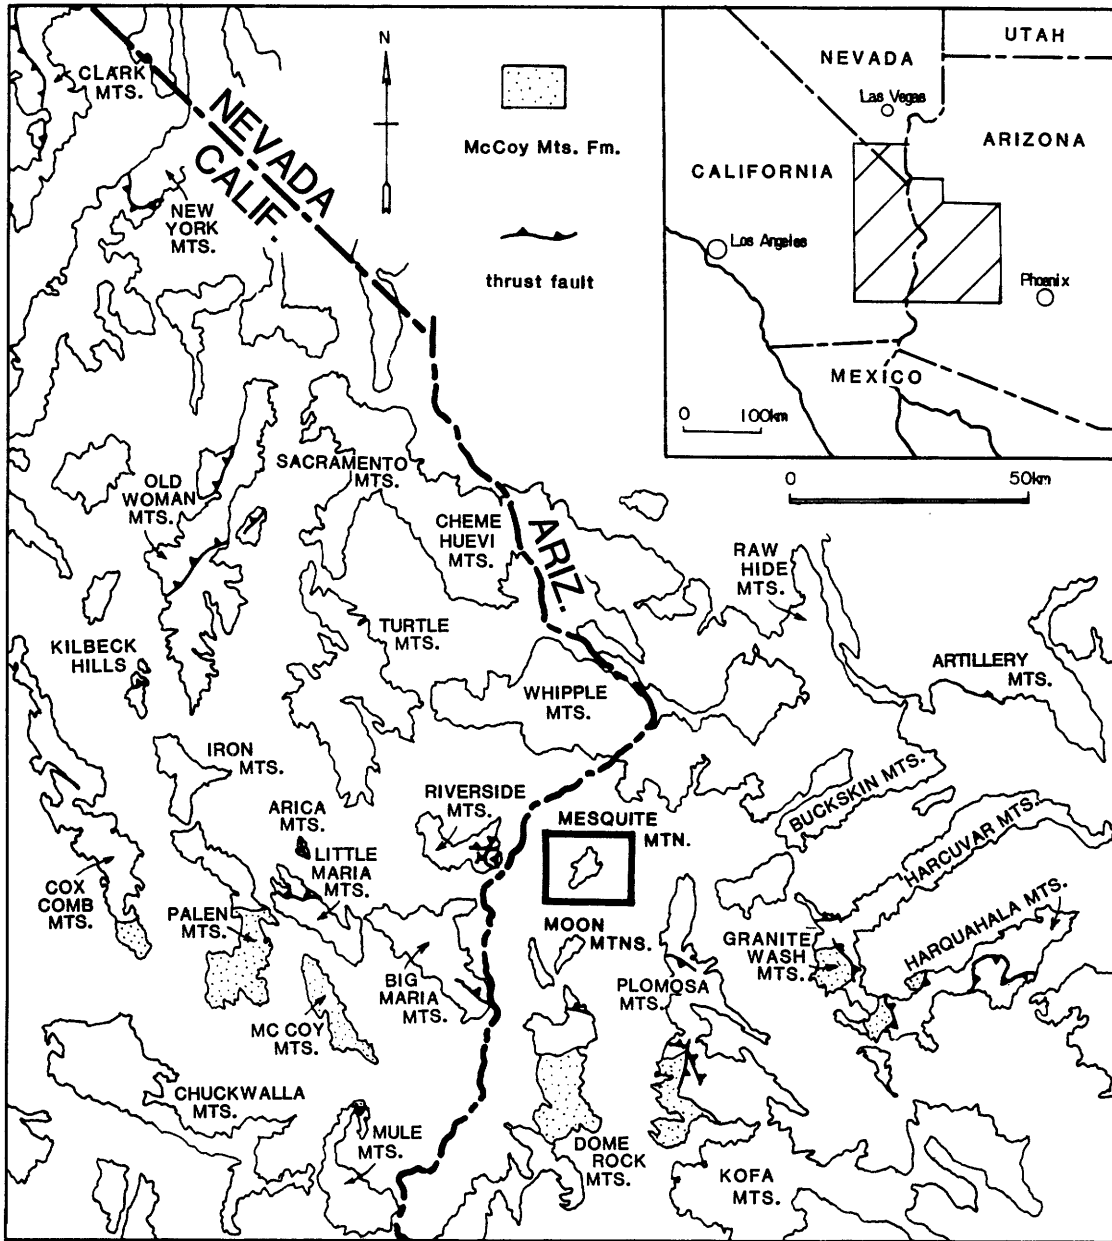 CLARK
MTS.
N
McCoy Mts. Fm.
thrust fault
NEVADA
CALIF.
NEW
YORK
MTS.
UTAH
NEVADA
Las Vegas
ARIZONA
CALIFORNIA
Los Angeles
Phoenix
MEXICO
0 100km
0 50km
SACRAMENTO
MTS.
OLD
WOMAN
MTS.
CHEME
HUEVI
MTS.
ARIZ.
RAW
HIDE
MTS.
KILBECK
HILLS
TURTLE
MTS.
WHIPPLE
MTS.
ARTILLERY
MTS.
IRON
MTS.
ARICA
MTS.
RIVERSIDE
MTS.
MESQUITE
MTN.
BUCKSKIN MTS.
HARCUVAR MTS.
LITTLE
MARIA
MTS.
COX
COMB
MTS.
PALEN
MTS.
MOON
MTNS.
GRANITE
WASH
MTS.
HARQUAHALA MTS.
BIG
MARIA
MTS.
PLOMOSA
MTS.
MC COY
MTS.
CHUCKWALLA
MTS.
MULE
MTS.
DOME
ROCK
MTS.
KOFA
MTS.